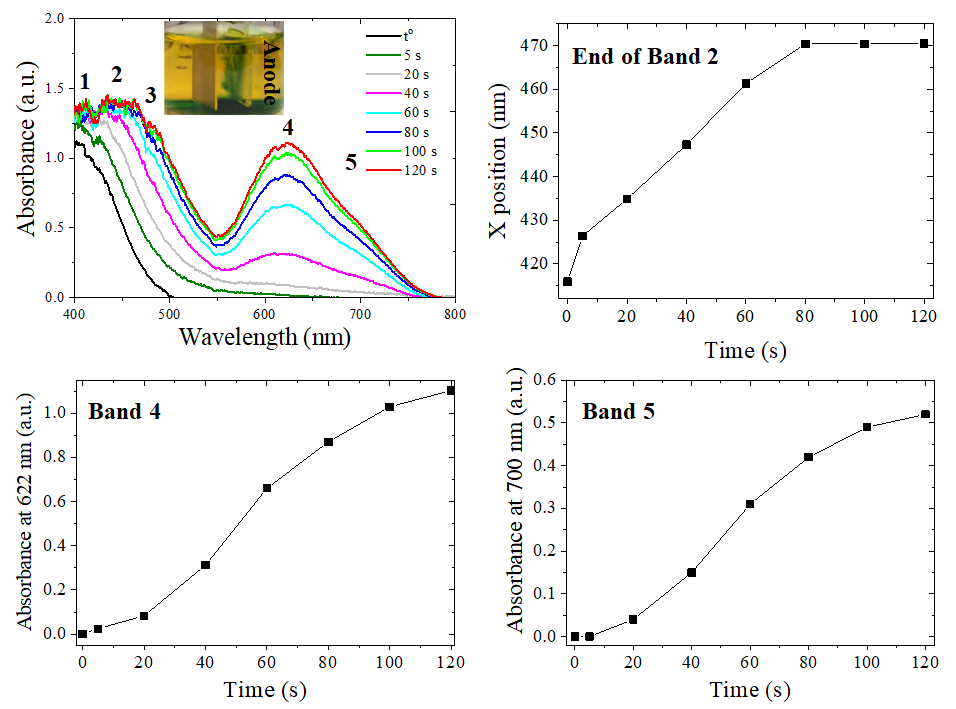 2.0
1.5
1.0
0.5
0.0
Absorbance (a.u.)
1
2
3
4
5
Anode
t°
5 s
20 s
40 s
60 s
80 s
100 s
120 s
400
500
600
700
800
Wavelength (nm)
End of Band 2
470
460
450
440
430
420
X position (nm)
0
20
40
60
80
100
120
Time (s)
Band 4
1.0
0.8
0.6
0.4
0.2
0.0
Absorbance at 622 nm (a.u.)
0
20
40
60
80
100
120
Time (s)
Band 5
0.6
0.5
0.4
0.3
0.2
0.1
0.0
Absorbance at 700 nm (a.u.)
0
20
40
60
80
100
120
Time (s)